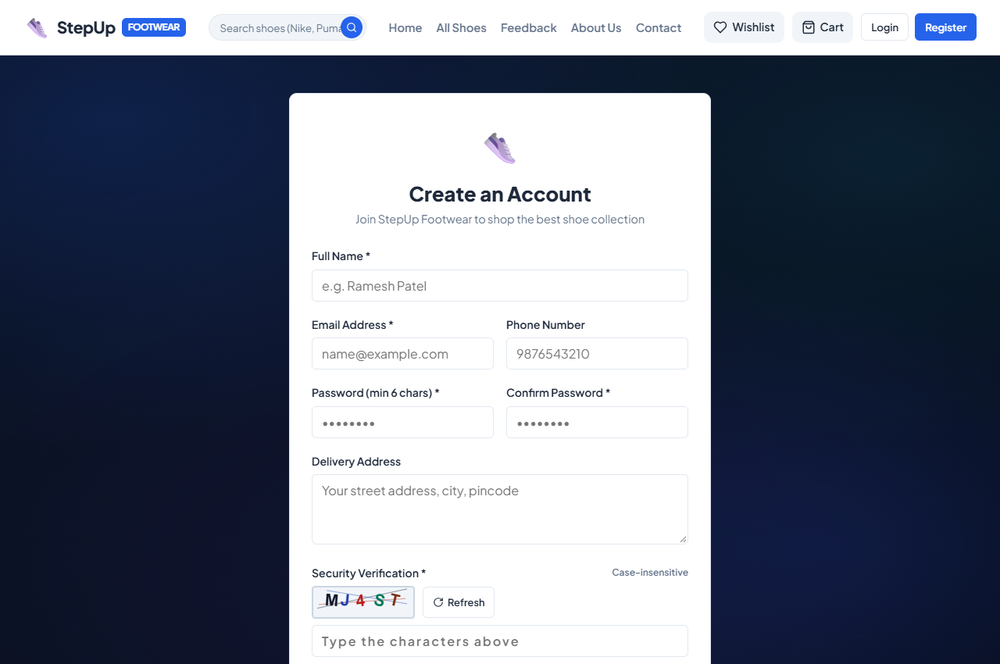 StepUp FOOTWEAR Search shoes (Nike, Puma Home All Shoes Feedback About Us Contact Wishlist Cart Login Register
Create an Account
Join StepUp Footwear to shop the best shoe collection
Full Name *
e.g. Ramesh Patel
Email Address * Phone Number
name@example.com 9876543210
Password (min 6 chars) * Confirm Password *
•••••••• ••••••••
Delivery Address
Your street address, city, pincode
Security Verification * Case-insensitive
MJ4ST Refresh
Type the characters above